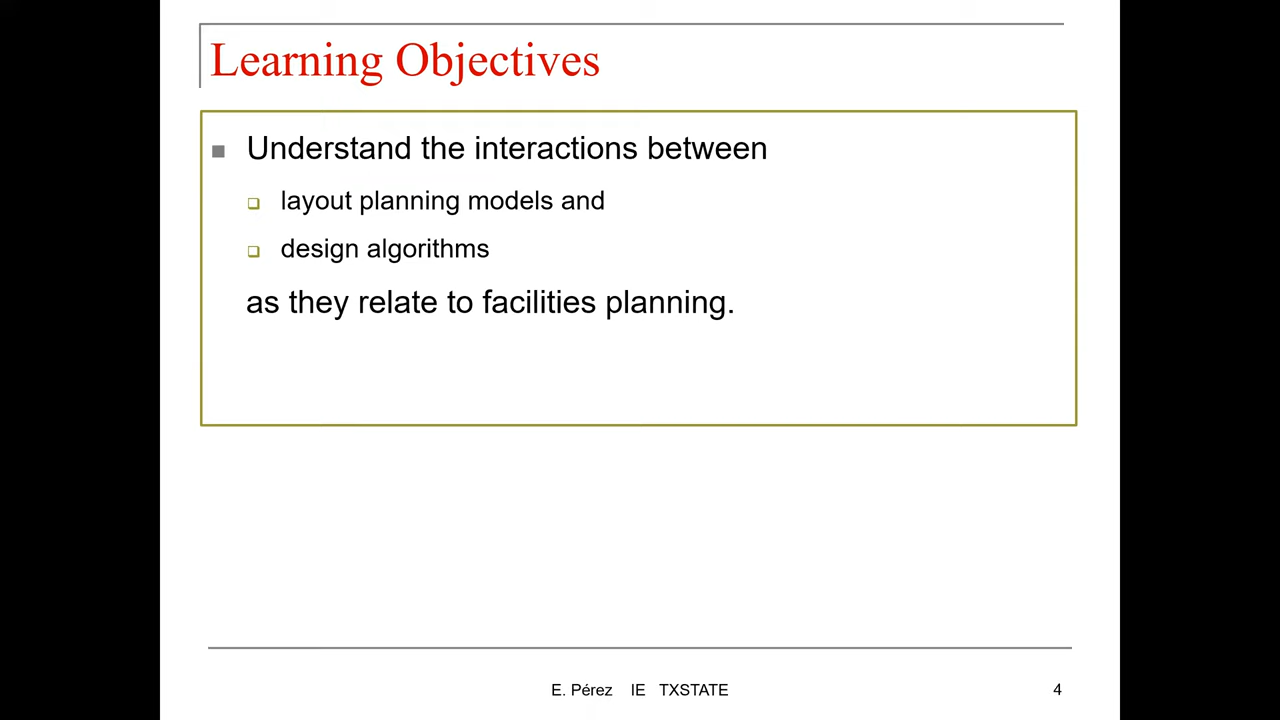 Learning Objectives
Understand the interactions between
layout planning models and
design algorithms
as they relate to facilities planning.
E. Pérez IE TXSTATE
4